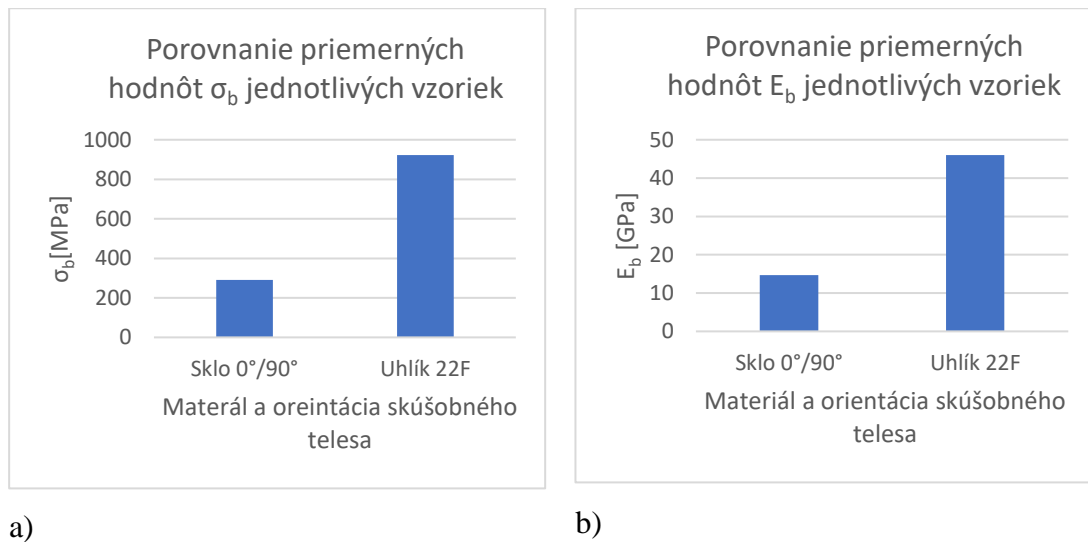 Porovnanie priemerných
hodnôt σb jednotlivých vzoriek
1000
800
600
400
200
0
σb[MPa]
Sklo 0°/90°
Uhlík 22F
Materál a oreintácia skúšobného
telesa
a)
Porovnanie priemerných
hodnôt Eb jednotlivých vzoriek
50
40
30
20
10
0
Eb [GPa]
Sklo 0°/90°
Uhlík 22F
Materiál a orientácia skúšobného
telesa
b)